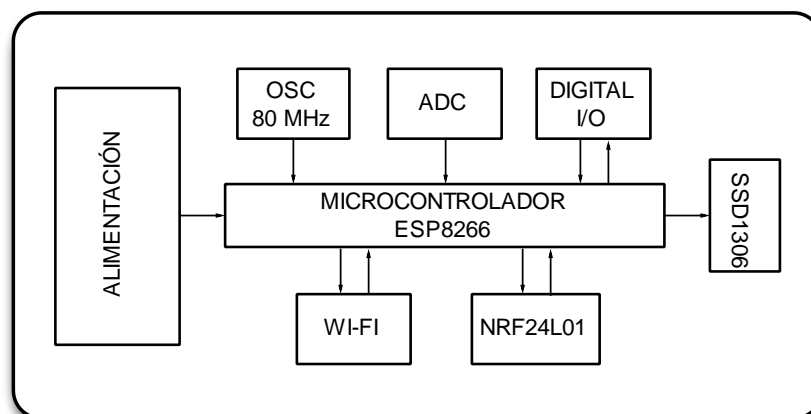 OSC
80 MHz
ADC
DIGITAL
I/O
ALIMENTACIÓN
MICROCONTROLADOR
ESP8266
SSD1306
WI-FI
NRF24L01